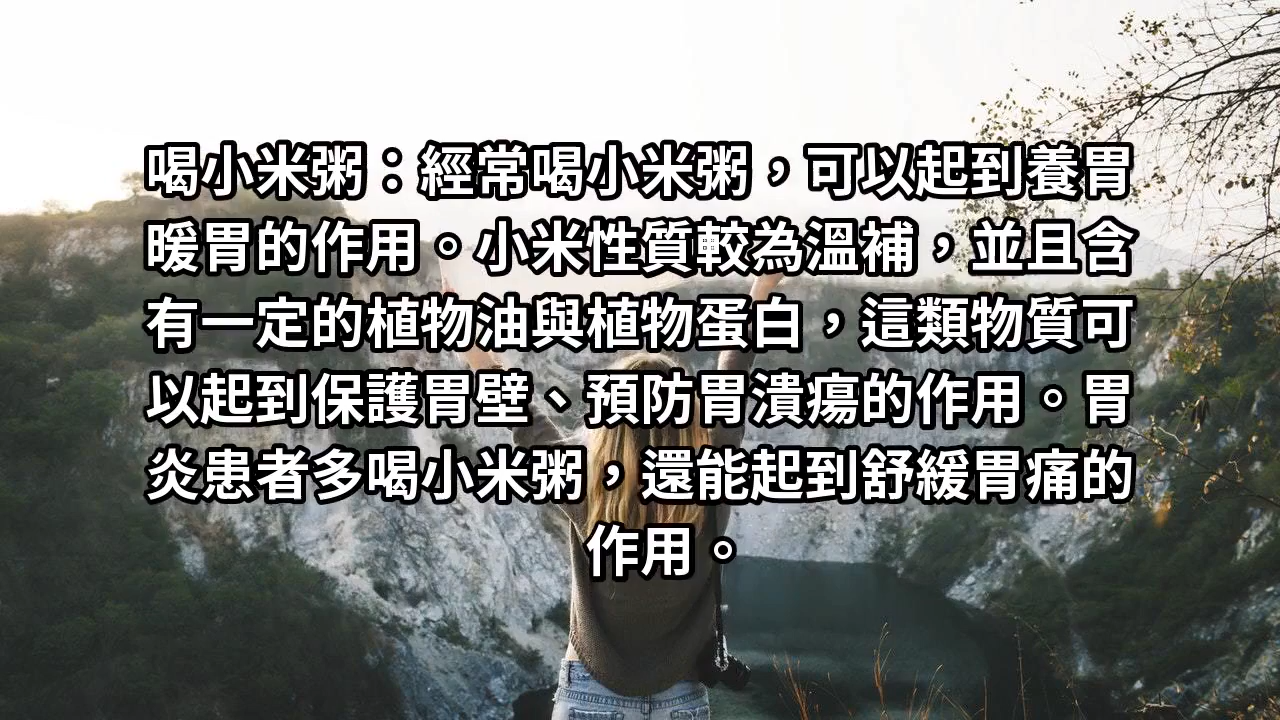 喝小米粥：經常喝小米粥，可以起到養胃
暖胃的作用。小米性質較為溫補，並且含
有一定的植物油與植物蛋白，這類物質可
以起到保護胃壁、預防胃潰瘍的作用。胃
炎患者多喝小米粥，還能起到舒緩胃痛的
作用。